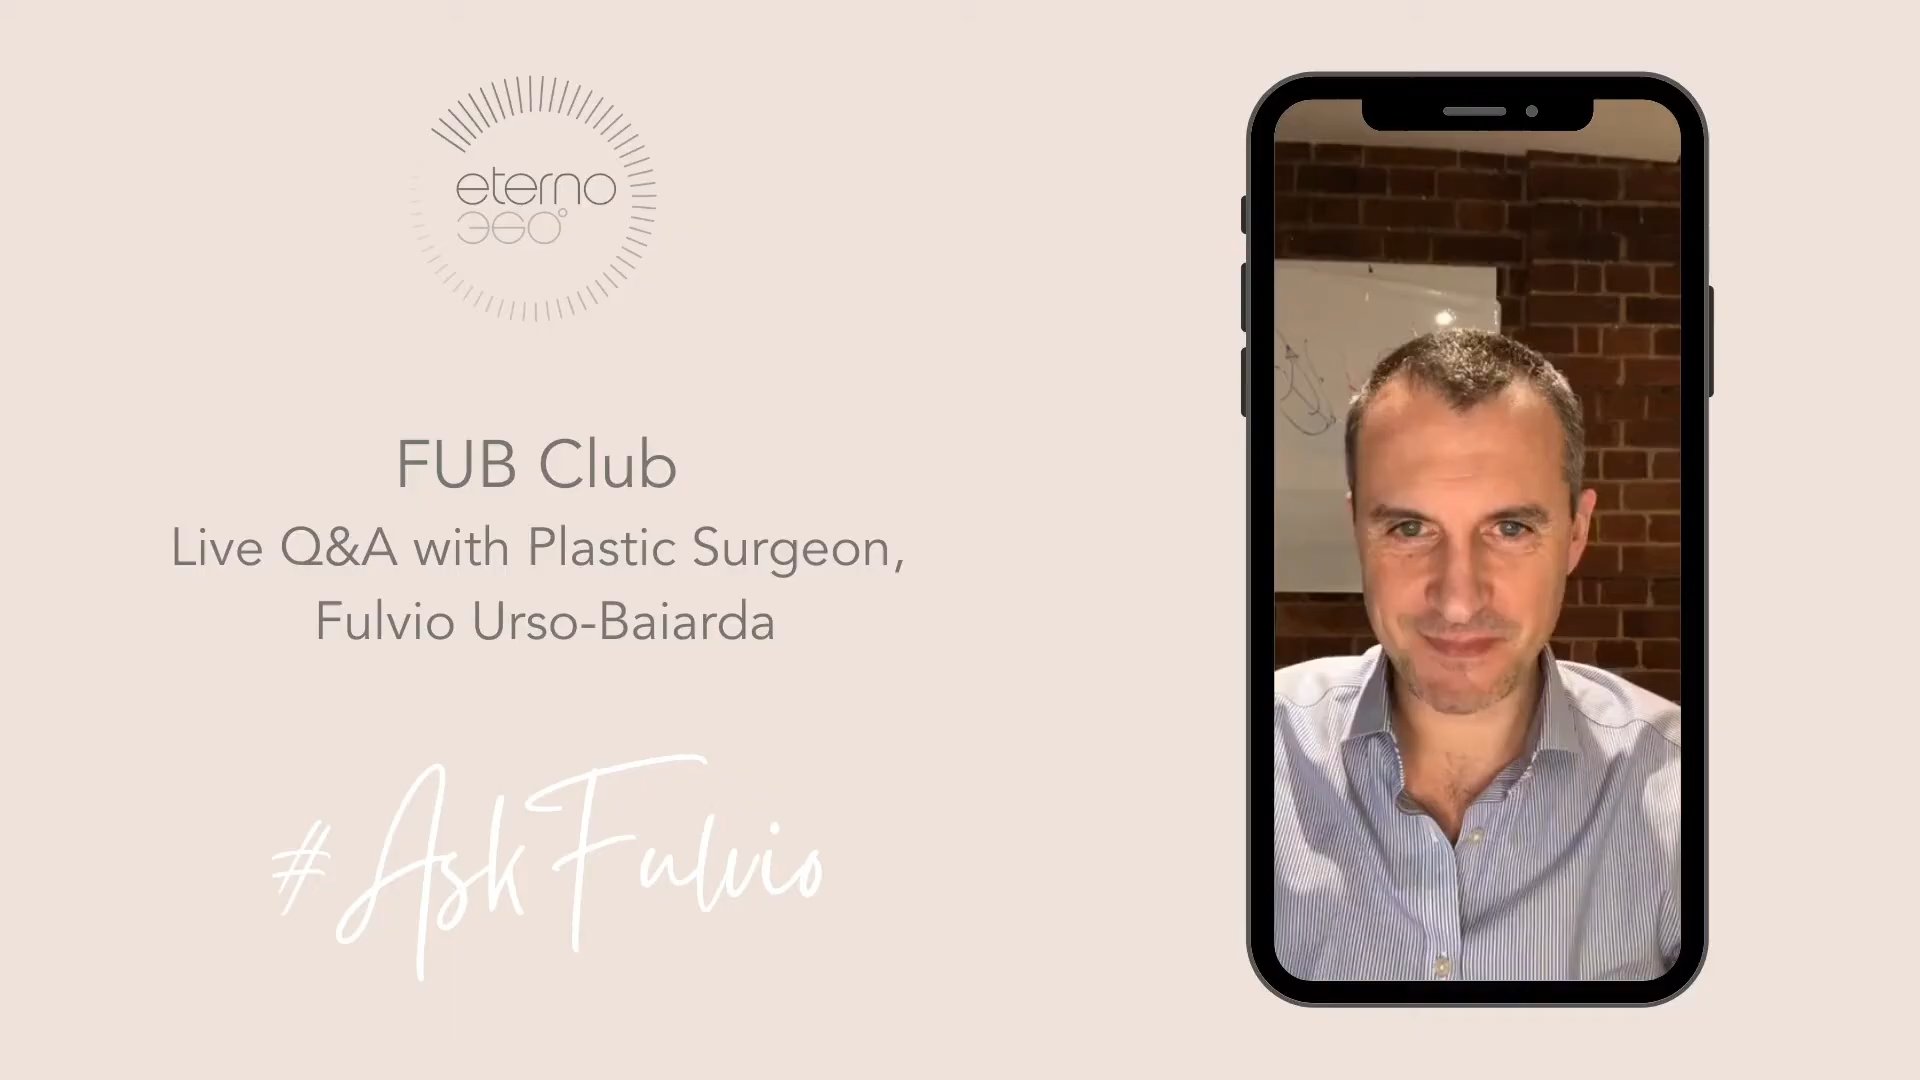 eterno
360°
FUB Club
Live Q&A with Plastic Surgeon,
Fulvio Urso-Baiarda
#AskFulvio